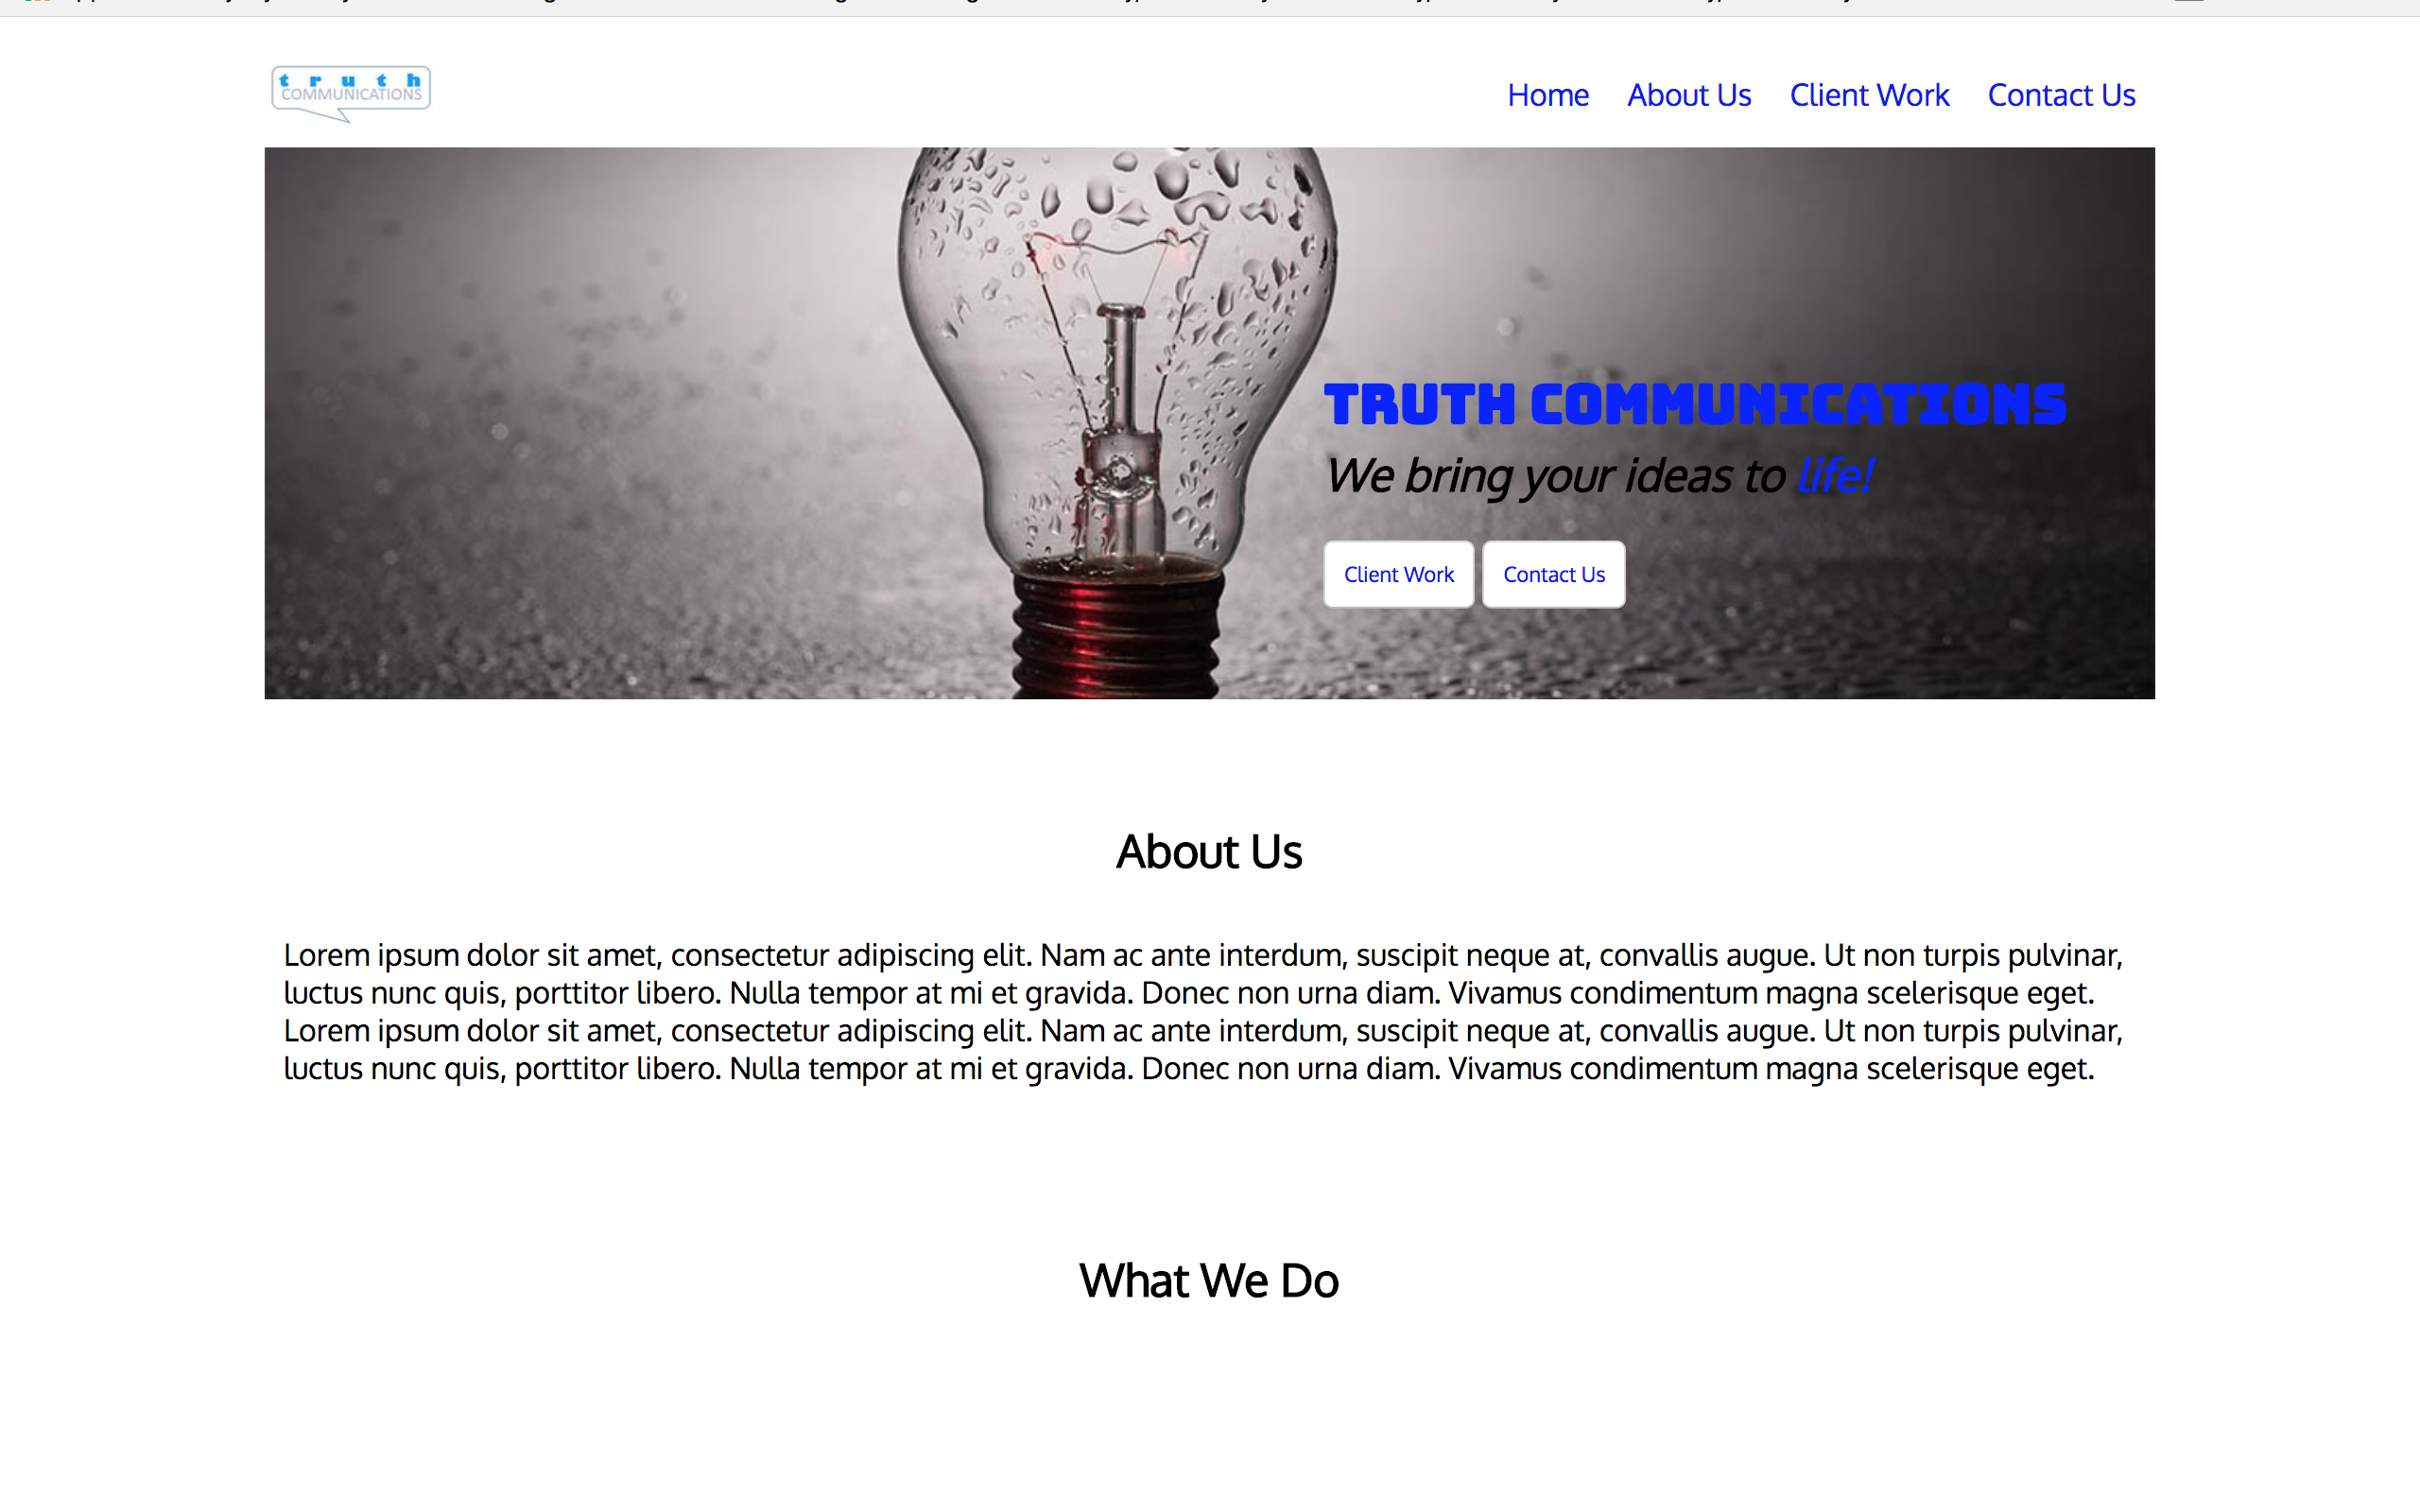 truth
COMMUNICATIONS
Home About Us Client Work Contact Us
TRUTH COMMUNICATIONS
We bring your ideas to life!
Client Work Contact Us
About Us
Lorem ipsum dolor sit amet, consectetur adipiscing elit. Nam ac ante interdum, suscipit neque at, convallis augue. Ut non turpis pulvinar,
luctus nunc quis, porttitor libero. Nulla tempor at mi et gravida. Donec non urna diam. Vivamus condimentum magna scelerisque eget.
Lorem ipsum dolor sit amet, consectetur adipiscing elit. Nam ac ante interdum, suscipit neque at, convallis augue. Ut non turpis pulvinar,
luctus nunc quis, porttitor libero. Nulla tempor at mi et gravida. Donec non urna diam. Vivamus condimentum magna scelerisque eget.
What We Do